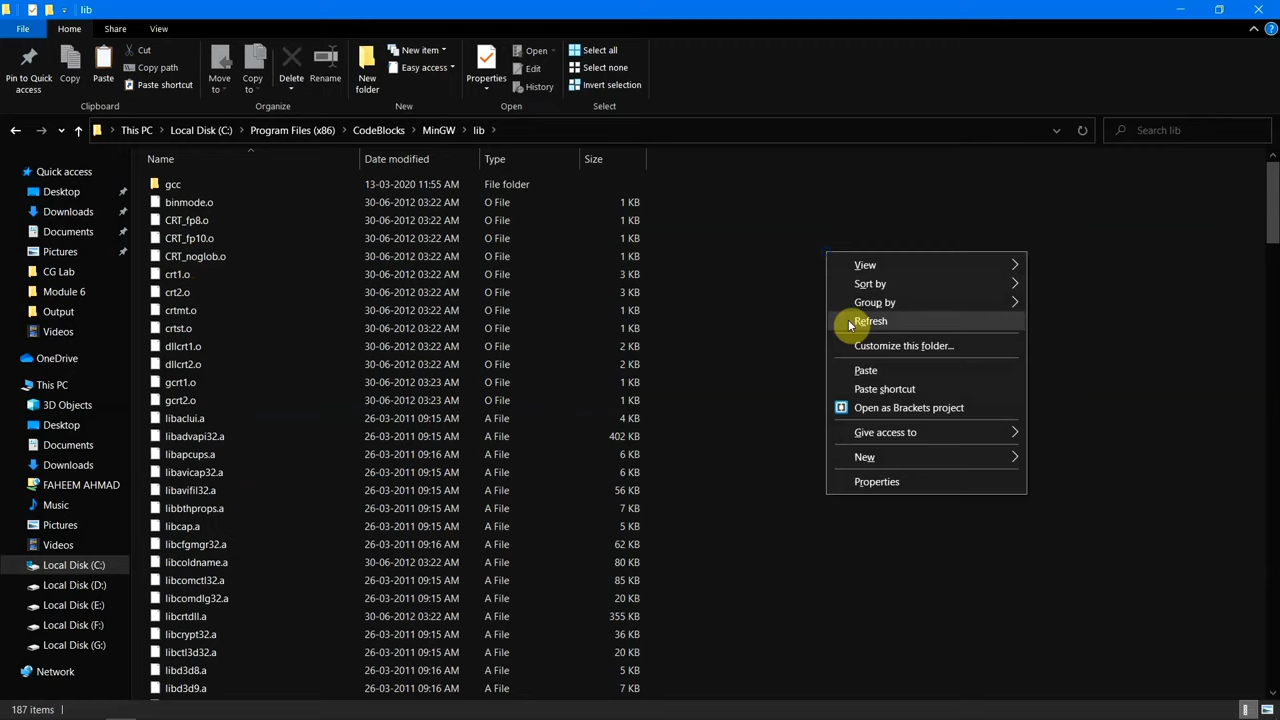 lib
File Home Share View
Pin to Quick access
Copy
Paste
Cut
Copy path
Paste shortcut
Clipboard
Move to
Copy to
Delete
Rename
Organize
New folder
New item
Easy access
New
Properties
Open
Edit
History
Open
Select all
Select none
Invert selection
Select
This PC > Local Disk (C:) > Program Files (x86) > CodeBlocks > MinGW > lib >
Search lib
Name Date modified Type Size
gcc 13-03-2020 11:55 AM File folder
binmode.o 30-06-2012 03:22 AM O File 1 KB
CRT_fp8.o 30-06-2012 03:22 AM O File 1 KB
CRT_fp10.o 30-06-2012 03:22 AM O File 1 KB
CRT_noglob.o 30-06-2012 03:22 AM O File 1 KB
crt1.o 30-06-2012 03:22 AM O File 3 KB
crt2.o 30-06-2012 03:22 AM O File 3 KB
crtmt.o 30-06-2012 03:22 AM O File 1 KB
crtst.o 30-06-2012 03:22 AM O File 1 KB
dllcrt1.o 30-06-2012 03:22 AM O File 2 KB
dllcrt2.o 30-06-2012 03:22 AM O File 2 KB
gcrt1.o 30-06-2012 03:23 AM O File 1 KB
gcrt2.o 30-06-2012 03:23 AM O File 1 KB
libaclui.a 26-03-2011 09:15 AM A File 4 KB
libadvapi32.a 26-03-2011 09:15 AM A File 402 KB
libapcups.a 26-03-2011 09:15 AM A File 6 KB
libavicap32.a 26-03-2011 09:15 AM A File 6 KB
libavifil32.a 26-03-2011 09:15 AM A File 56 KB
libbthprops.a 26-03-2011 09:15 AM A File 7 KB
libcap.a 26-03-2011 09:15 AM A File 5 KB
libcfgmgr32.a 26-03-2011 09:16 AM A File 62 KB
libcoldname.a 30-06-2012 03:22 AM A File 80 KB
libcomctl32.a 26-03-2011 09:15 AM A File 85 KB
libcomdlg32.a 26-03-2011 09:15 AM A File 20 KB
libcrtdll.a 30-06-2012 03:22 AM A File 355 KB
libcrypt32.a 26-03-2011 09:15 AM A File 36 KB
libctl3d32.a 26-03-2011 09:15 AM A File 20 KB
libd3d8.a 26-03-2011 09:16 AM A File 5 KB
libd3d9.a 26-03-2011 09:15 AM A File 7 KB
Quick access
Desktop
Downloads
Documents
Pictures
CG Lab
Module 6
Output
Videos
OneDrive
This PC
3D Objects
Desktop
Documents
Downloads
FAHEEM AHMAD
Music
Pictures
Videos
Local Disk (C:)
Local Disk (D:)
Local Disk (E:)
Local Disk (F:)
Local Disk (G:)
Network
View
Sort by
Group by
Refresh
Customize this folder...
Paste
Paste shortcut
Open as Brackets project
Give access to
New
Properties
187 items